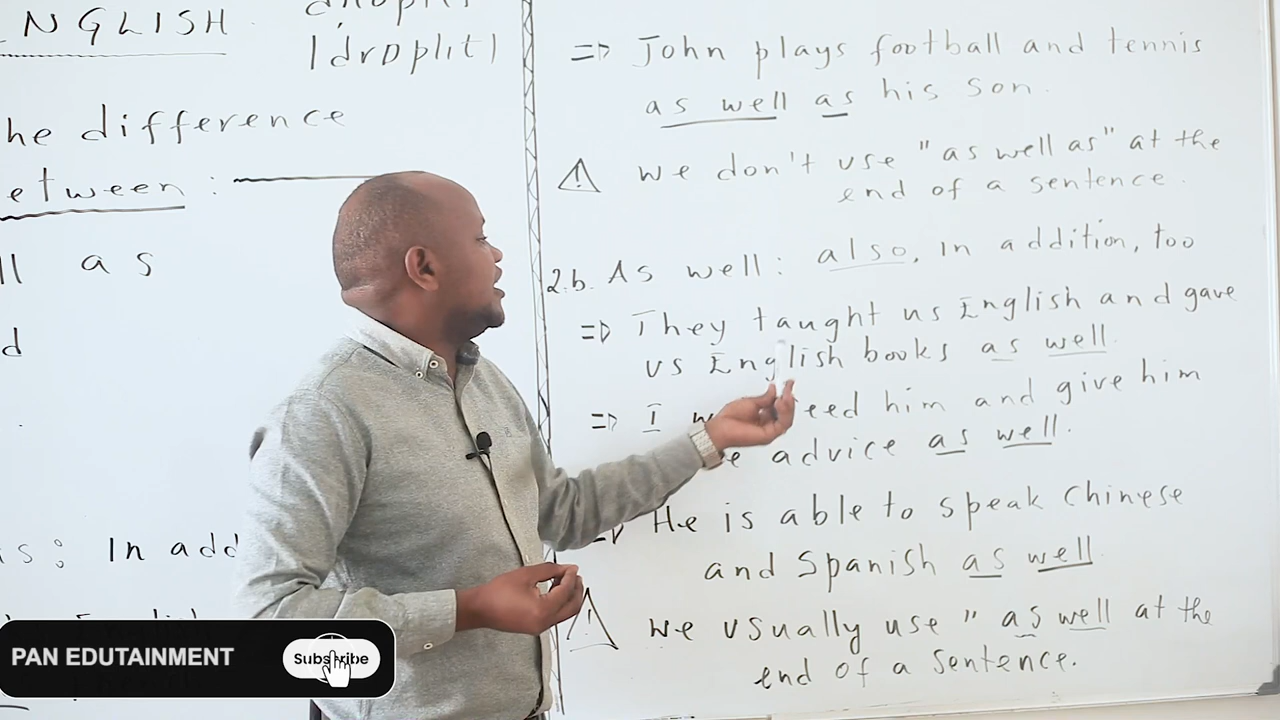 ENGLISH
|droplit|
he difference
etween :
ll as
d
s: In add
PAN EDUTAINMENT
Subscribe
=> John plays football and tennis
as well as his son.
⚠ we don't use "as well as" at the
end of a sentence.
2.b. As well: also, in addition, too
=> They taught us English and gave
us English books as well.
=> I eed him and give him
advice as well.
=> He is able to speak Chinese
and Spanish as well.
⚠ we usually use " as well at the
end of a sentence.